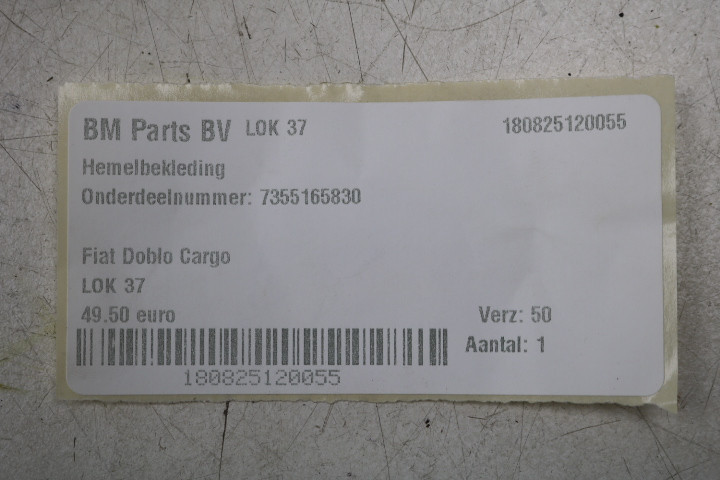 BM Parts BV LOK 37 180825120055
Hemelbekleding
Onderdeelnummer: 7355165830
Fiat Doblo Cargo
LOK 37
49.50 euro Verz: 50
Aantal: 1
180825120055